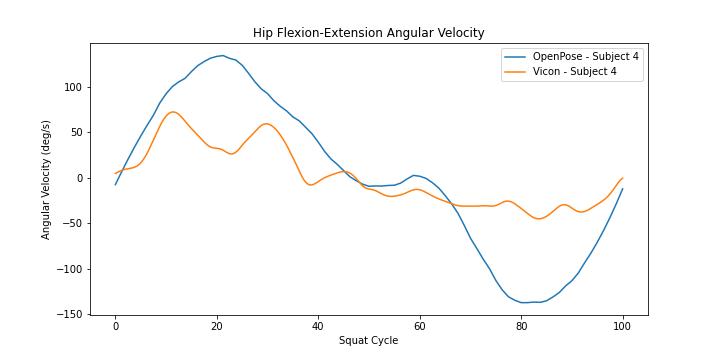 Hip Flexion-Extension Angular Velocity
OpenPose - Subject 4
Vicon - Subject 4
Angular Velocity (deg/s)
100
50
0
−50
−100
−150
0 20 40 60 80 100
Squat Cycle